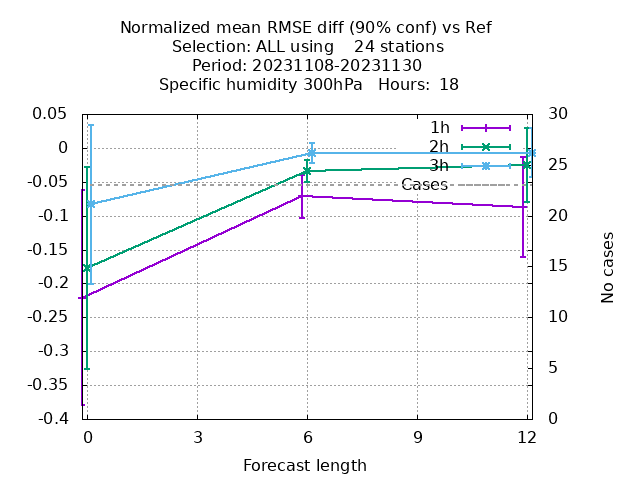 Normalized mean RMSE diff (90% conf) vs Ref
Selection: ALL using    24 stations
Period: 20231108-20231130
Specific humidity 300hPa   Hours:  18
0.05
0
-0.05
-0.1
-0.15
-0.2
-0.25
-0.3
-0.35
-0.4
30
25
20
15
10
5
0
No cases
1h
2h
3h
Cases
0 3 6 9 12
Forecast length